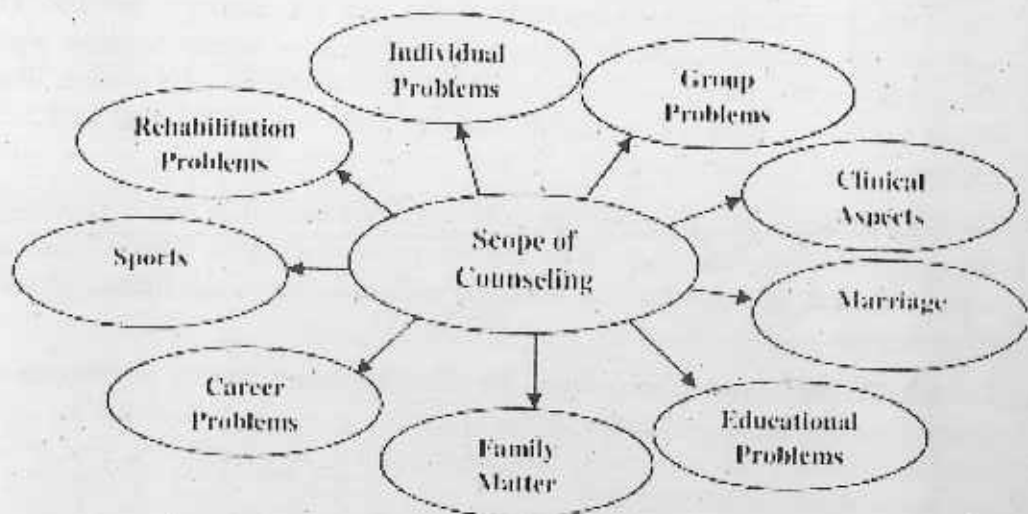 Individual
Problems
Group
Problems
Rehabilitation
Problems
Clinical
Aspects
Scope of
Counseling
Sports
Marriage
Career
Problems
Educational
Problems
Family
Matter